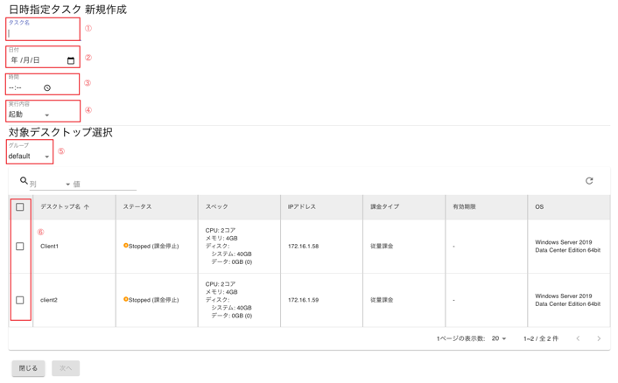 日時指定タスク 新規作成
タスク名
①
日付
年 /月/日
②
時間
--:--
③
実行内容
起動
④
対象デスクトップ選択
グループ
default
⑤
列 値
デスクトップ名 ↑ ステータス スペック IPアドレス 課金タイプ 有効期限 OS
⑥
Client1 Stopped (課金停止) CPU: 2コア
メモリ: 4GB
ディスク:
システム: 40GB
データ: 0GB (0)
172.16.1.58 従量課金 - Windows Server 2019
Data Center Edition 64bit
client2 Stopped (課金停止) CPU: 2コア
メモリ: 4GB
ディスク:
システム: 40GB
データ: 0GB (0)
172.16.1.59 従量課金 - Windows Server 2019
Data Center Edition 64bit
1ページの表示数: 20 1-2 / 全 2 件
閉じる 次へ